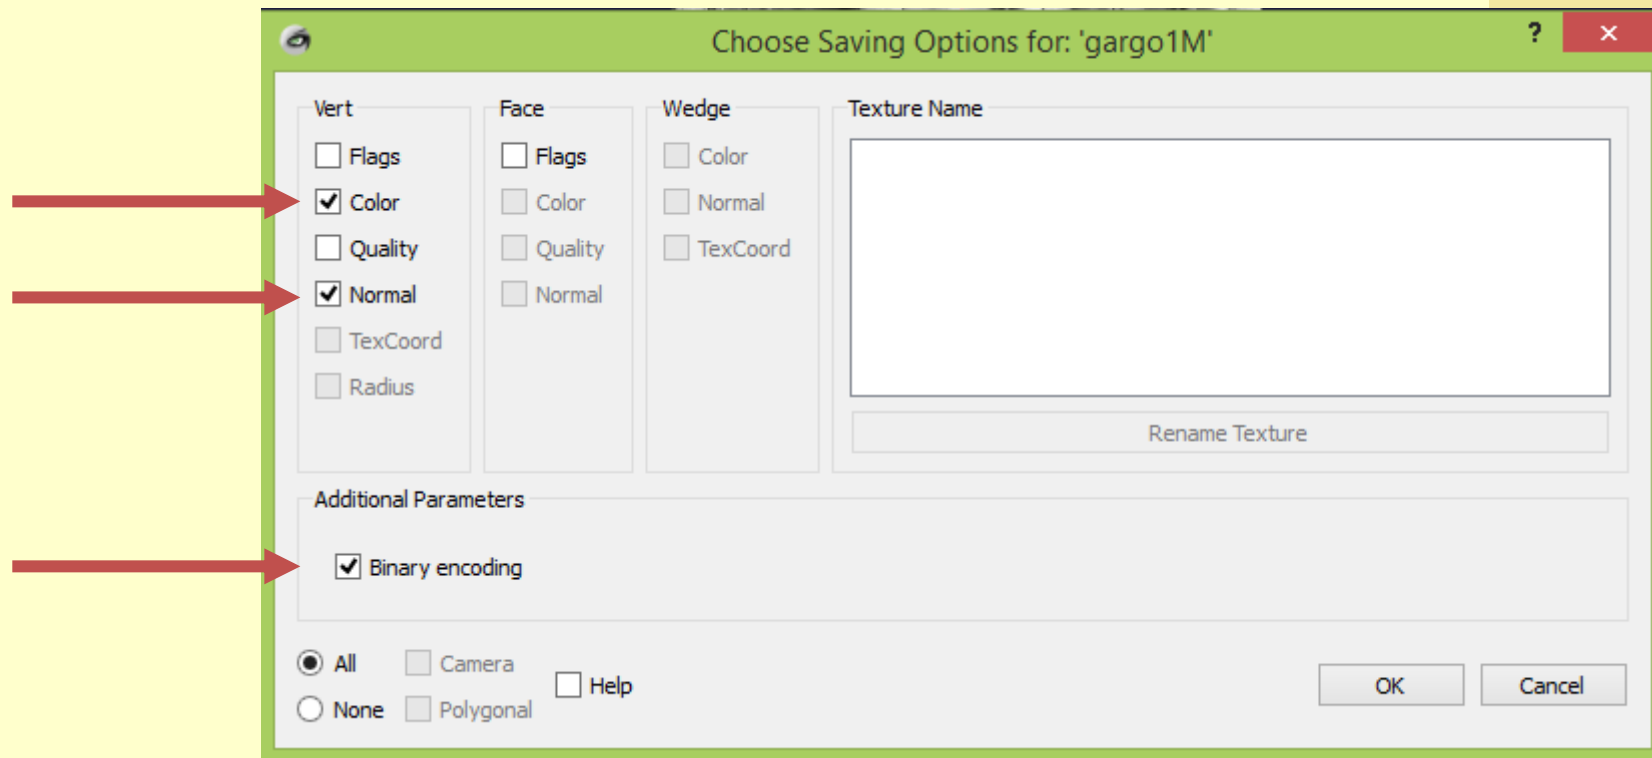 Choose Saving Options for: 'gargo1M'
?
Vert
Flags
Color
Quality
Normal
TexCoord
Radius
Face
Flags
Color
Quality
Normal
Wedge
Color
Normal
TexCoord
Texture Name
Rename Texture
Additional Parameters
Binary encoding
All
Camera
None
Polygonal
Help
OK
Cancel